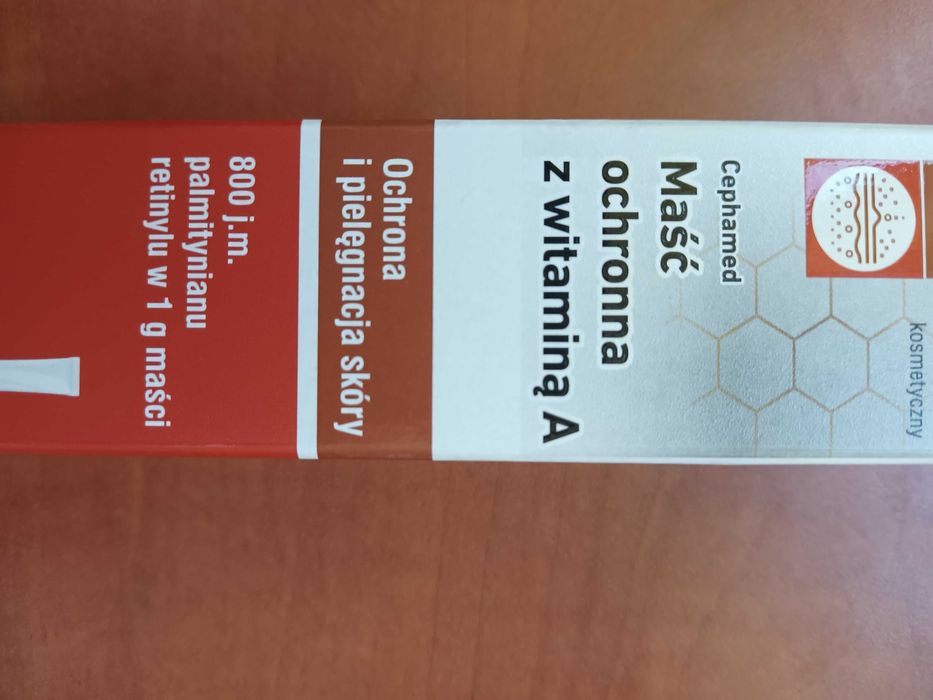 kosmetyczny
Cephamed
Maść
ochronna
z witaminą A
Ochrona
i pielęgnacja skóry
800 j.m.
palmitynianu
retinylu w 1 g maści